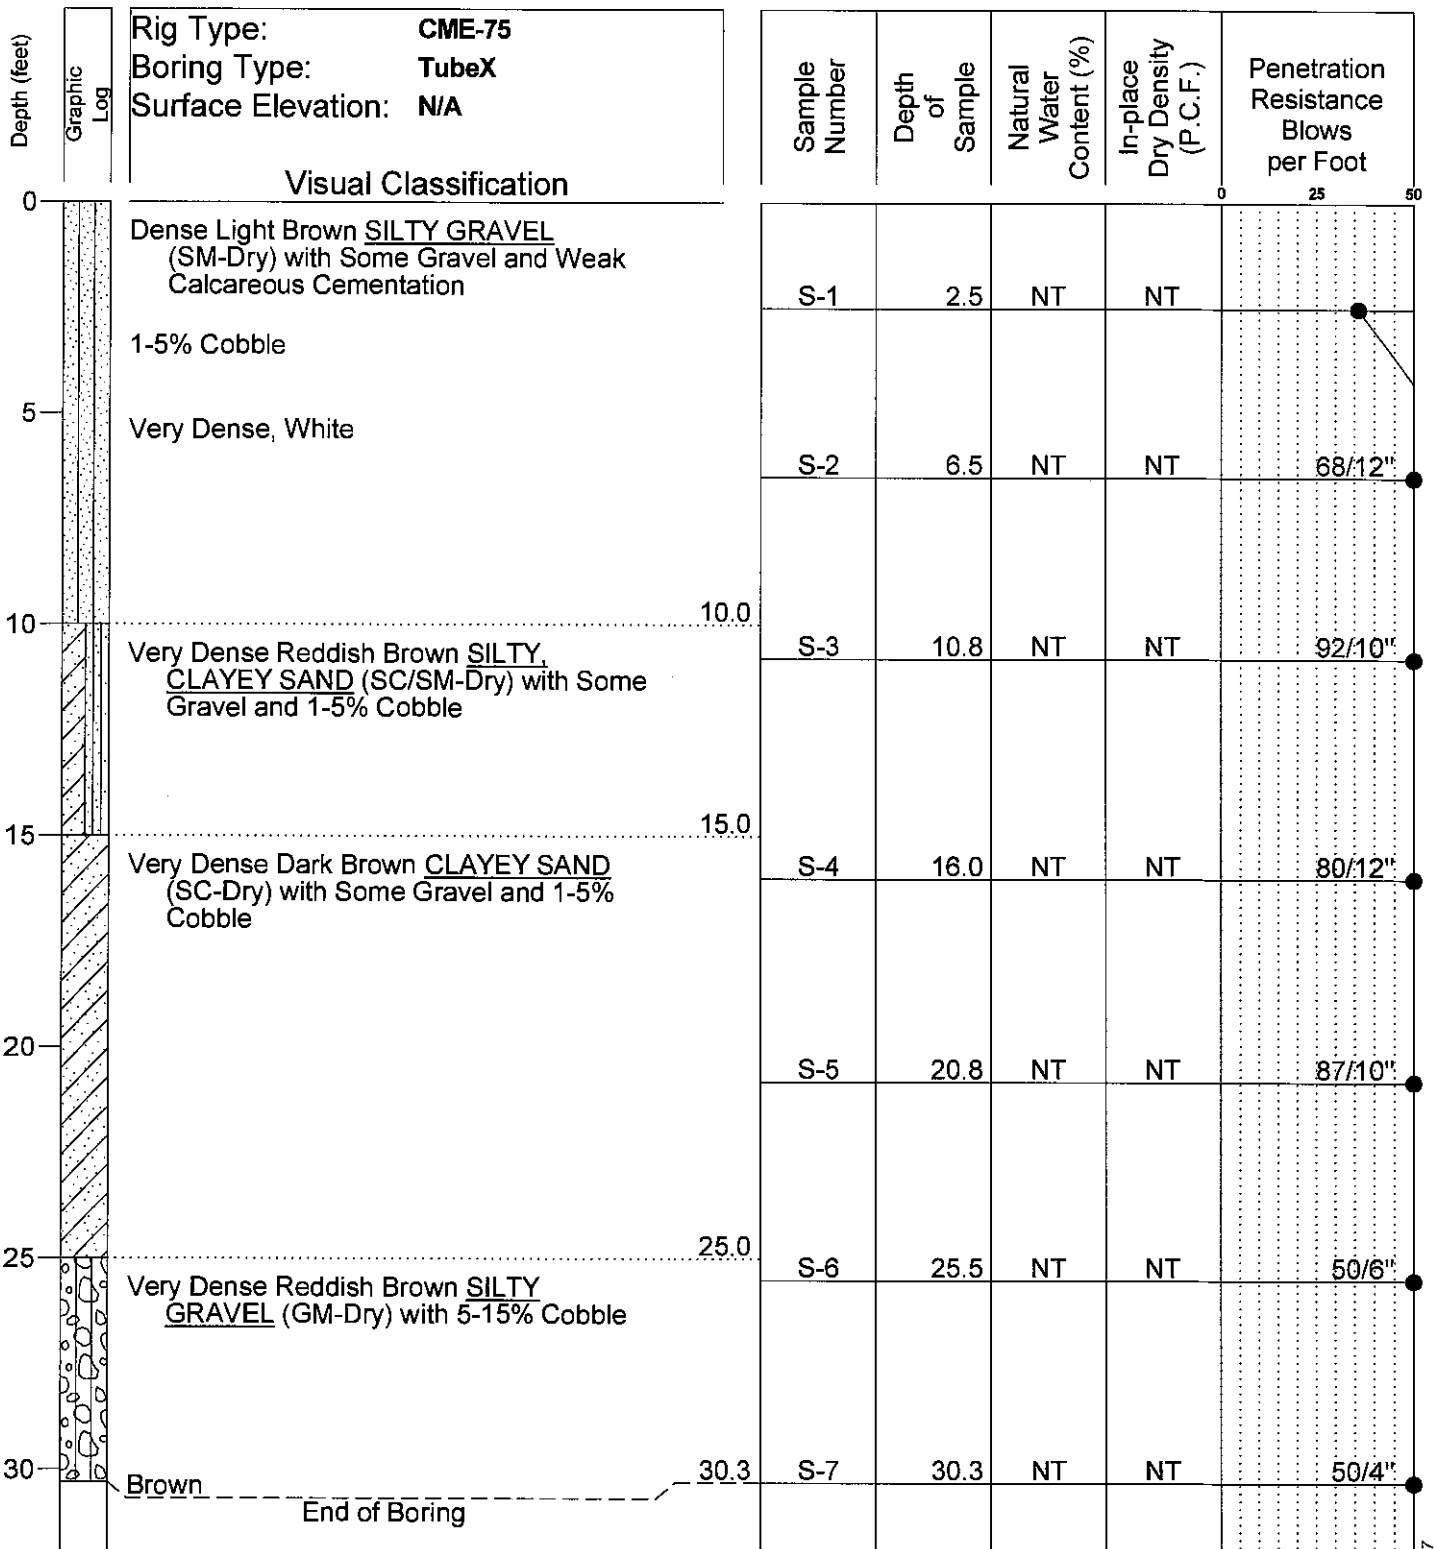 Depth (feet)
Graphic
Log
Rig Type: CME-75
Boring Type: TubeX
Surface Elevation: N/A
Visual Classification
Sample
Number
Depth
of
Sample
Natural
Water
Content (%)
In-place
Dry Density
(P.C.F.)
Penetration
Resistance
Blows
per Foot
0 25 50
0
Dense Light Brown SILTY GRAVEL
(SM-Dry) with Some Gravel and Weak
Calcareous Cementation
S-1 2.5 NT NT
1-5% Cobble
5
Very Dense, White
S-2 6.5 NT NT 68/12"
10 10.0
Very Dense Reddish Brown SILTY,
CLAYEY SAND (SC/SM-Dry) with Some
Gravel and 1-5% Cobble
S-3 10.8 NT NT 92/10"
15 15.0
Very Dense Dark Brown CLAYEY SAND
(SC-Dry) with Some Gravel and 1-5%
Cobble
S-4 16.0 NT NT 80/12"
20
S-5 20.8 NT NT 87/10"
25 25.0
Very Dense Reddish Brown SILTY
GRAVEL (GM-Dry) with 5-15% Cobble
S-6 25.5 NT NT 50/6"
30
Brown 30.3 S-7 30.3 NT NT 50/4"
End of Boring
7